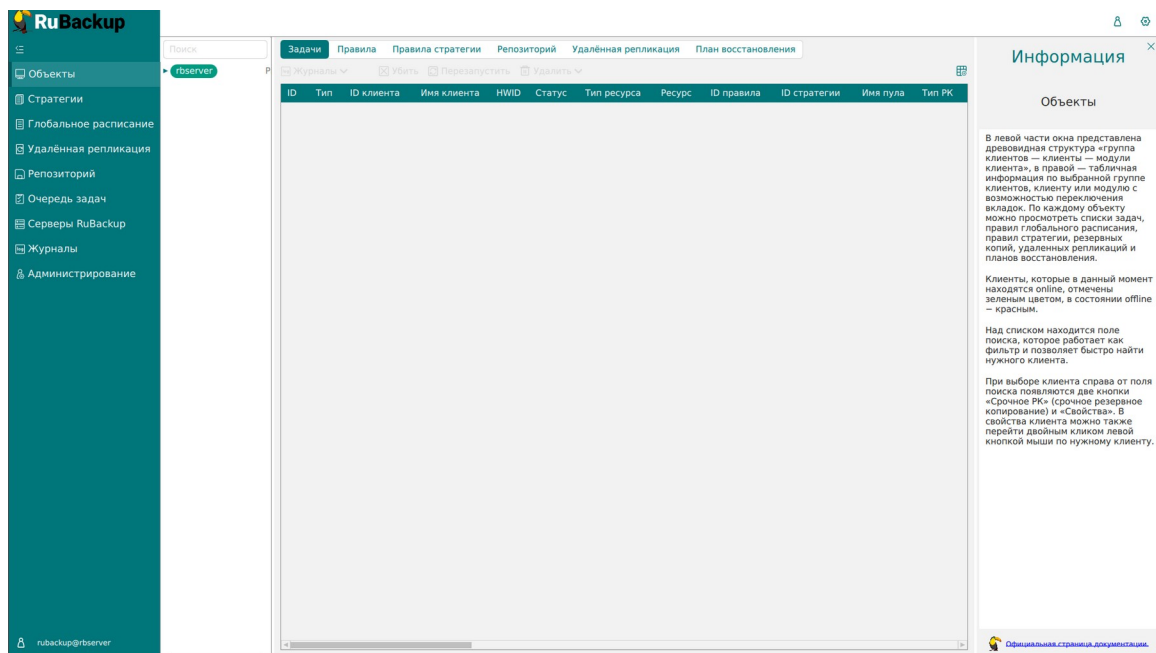 RuBackup
Объекты
Стратегии
Глобальное расписание
Удалённая репликация
Репозиторий
Очередь задач
Серверы RuBackup
Журналы
Администрирование
rubackup@rbserver
Поиск
rbserver Р
Задачи Правила Правила стратегии Репозиторий Удалённая репликация План восстановления
Журналы Убить Перезапустить Удалить
ID Тип ID клиента Имя клиента HWID Статус Тип ресурса Ресурс ID правила ID стратегии Имя пула Тип РК
Информация
Объекты
В левой части окна представлена
древовидная структура «группа
клиентов — клиенты — модули
клиента», в правой — табличная
информация по выбранной группе
клиентов, клиенту или модулю с
возможностью переключения
вкладок. По каждому объекту
можно просмотреть списки задач,
правил глобального расписания,
правил стратегии, резервных
копий, удаленных репликаций и
планов восстановления.
Клиенты, которые в данный момент
находятся online, отмечены
зеленым цветом, в состоянии offline
− красным.
Над списком находится поле
поиска, которое работает как
фильтр и позволяет быстро найти
нужного клиента.
При выборе клиента справа от поля
поиска появляются две кнопки
«Срочное РК» (срочное резервное
копирование) и «Свойства». В
свойства клиента можно также
перейти двойным кликом левой
кнопкой мыши по нужному клиенту.
Официальная страница документации.